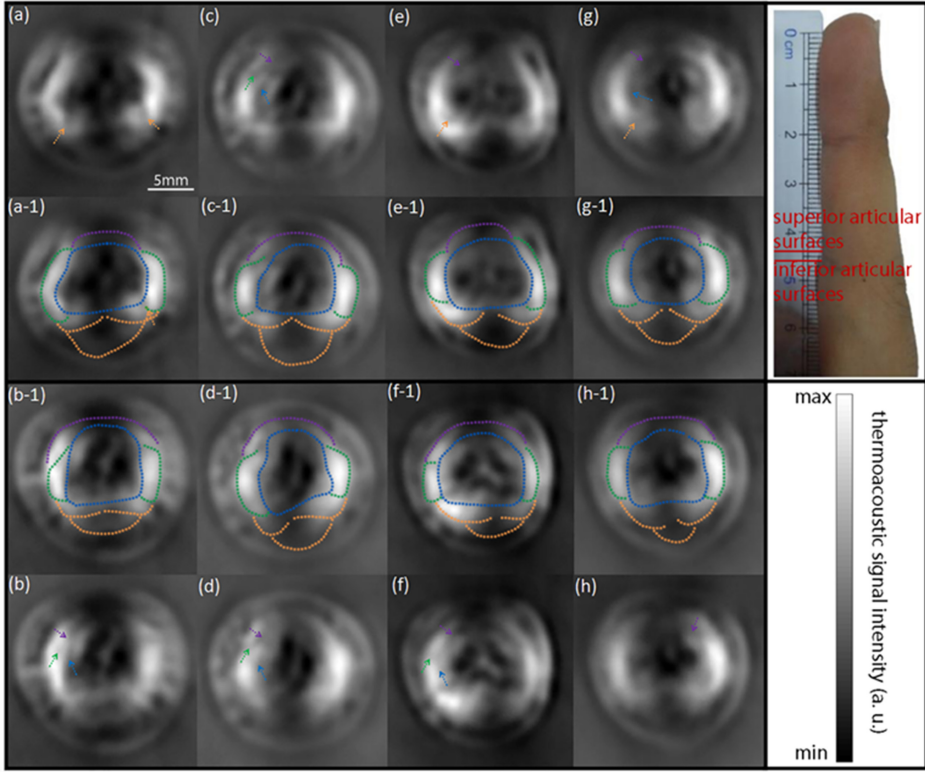 (a)
(c)
(e)
(g)
5mm
(a-1)
(c-1)
(e-1)
(g-1)
0
cm
1
2
3
4
5
6
superior articular
surfaces
inferior articular
surfaces
(b-1)
(d-1)
(f-1)
(h-1)
(b)
(d)
(f)
(h)
max
thermoacoustic signal intensity (a. u.)
min